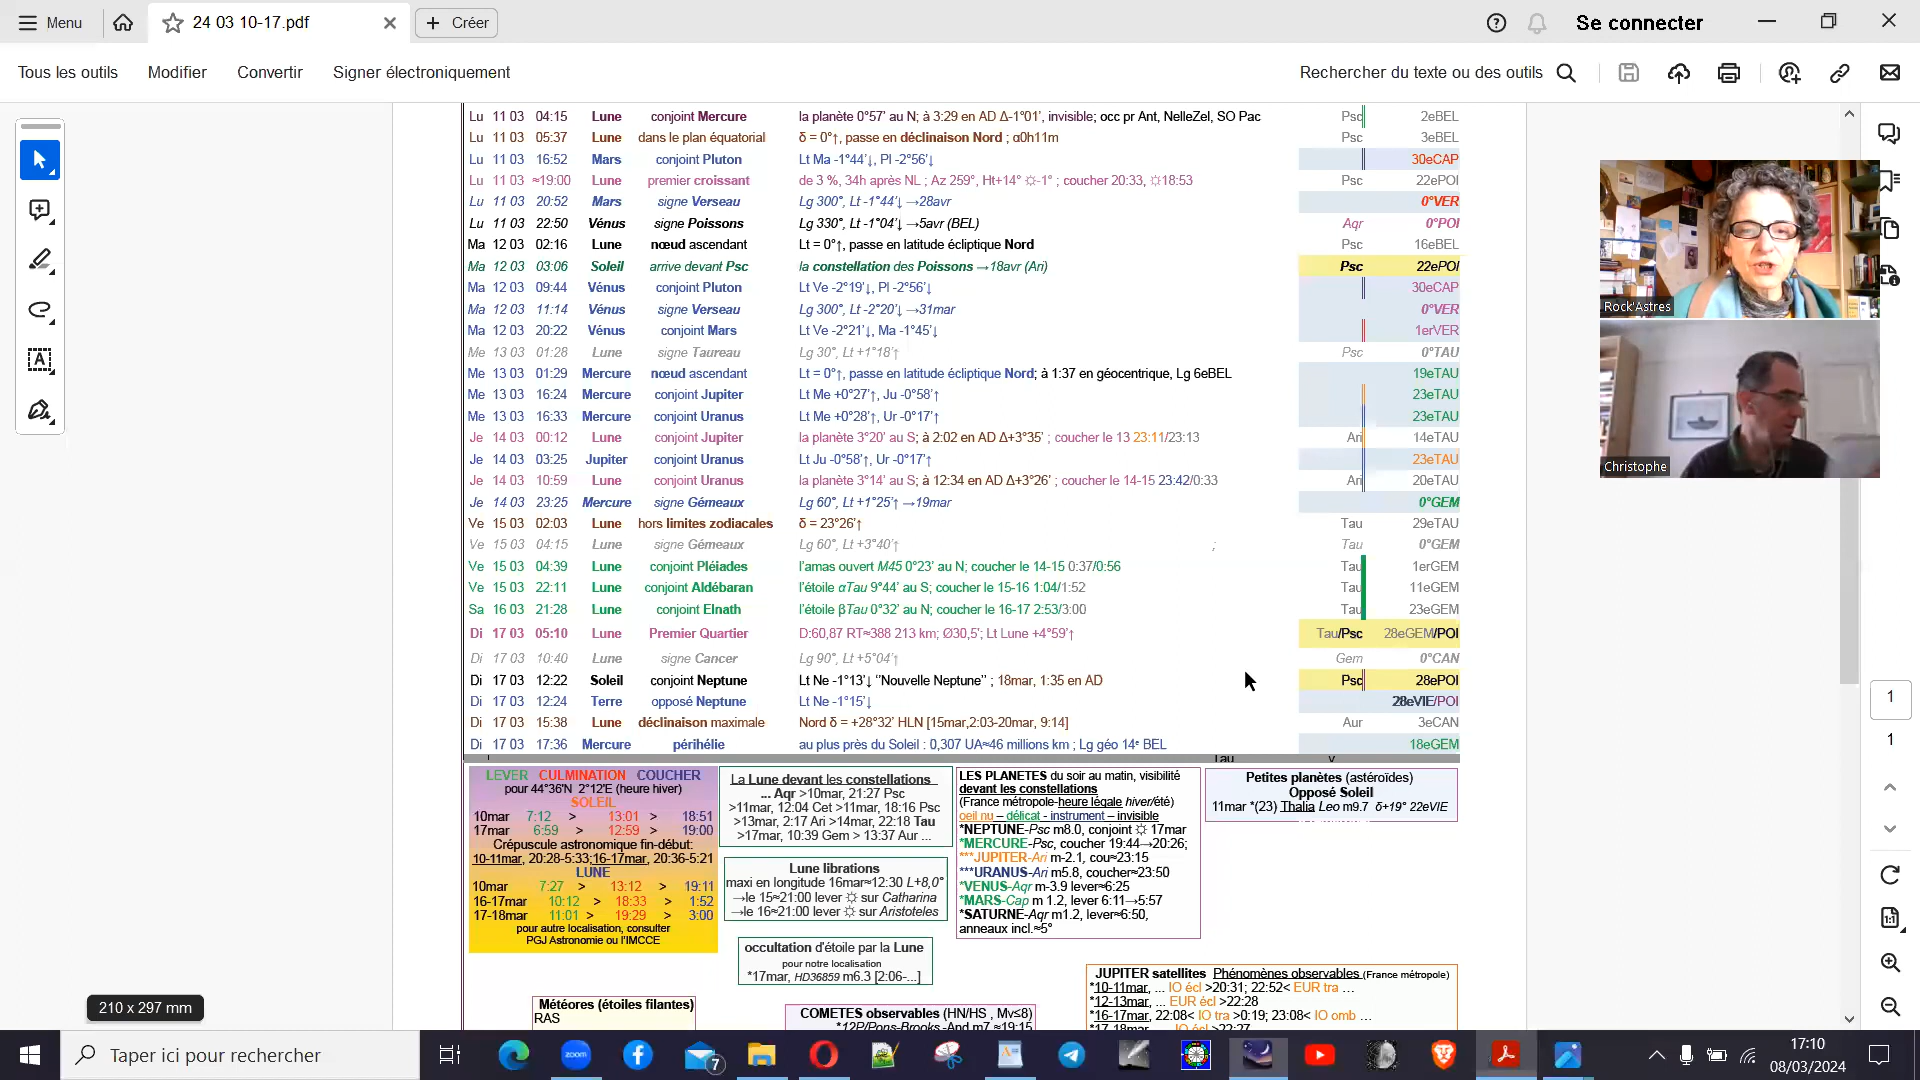 Menu
24 03 10-17.pdf
Créer
Se connecter
Tous les outils Modifier Convertir Signer électroniquement Rechercher du texte ou des outils
Lu 11 03 04:15 Lune conjoint Mercure la planète 0°57' au N; à 3:29 en AD Δ-1°01', invisible; occ pr Ant, NelleZel, SO Pac Psc 2eBEL
Lu 11 03 05:37 Lune dans le plan équatorial δ = 0°↑, passe en déclinaison Nord ; α0h11m Psc 3eBEL
Lu 11 03 16:52 Mars conjoint Pluton Lt Ma -1°44'↓, Pl -2°56'↓ 30eCAP
Lu 11 03 ≈19:00 Lune premier croissant de 3 %, 34h après NL ; Az 259°, Ht+14° ☼-1° ; coucher 20:33, ☼18:53 Psc 22ePOI
Lu 11 03 20:52 Mars signe Verseau Lg 300°, Lt -1°44'↓ →28avr 0°VER
Lu 11 03 22:50 Vénus signe Poissons Lg 330°, Lt -1°04'↓ →5avr (BEL) Aqr 0°POI
Ma 12 03 02:16 Lune nœud ascendant Lt = 0°↑, passe en latitude écliptique Nord Psc 16eBEL
Ma 12 03 03:06 Soleil arrive devant Psc la constellation des Poissons →18avr (Ari) Psc 22ePOI
Ma 12 03 09:44 Vénus conjoint Pluton Lt Ve -2°19'↓, Pl -2°56'↓ 30eCAP
Ma 12 03 11:14 Vénus signe Verseau Lg 300°, Lt -2°20'↓ →31mar 0°VER
Ma 12 03 20:22 Vénus conjoint Mars Lt Ve -2°21'↓, Ma -1°45'↓ 1erVER
Me 13 03 01:28 Lune signe Taureau Lg 30°, Lt +1°18'↑ Psc 0°TAU
Me 13 03 01:29 Mercure nœud ascendant Lt = 0°↑, passe en latitude écliptique Nord; à 1:37 en géocentrique, Lg 6eBEL 19eTAU
Me 13 03 16:24 Mercure conjoint Jupiter Lt Me +0°27'↑, Ju -0°58'↑ 23eTAU
Me 13 03 16:33 Mercure conjoint Uranus Lt Me +0°28'↑, Ur -0°17'↑ 23eTAU
Je 14 03 00:12 Lune conjoint Jupiter la planète 3°20' au S; à 2:02 en AD Δ+3°35' ; coucher le 13 23:11/23:13 Ari 14eTAU
Je 14 03 03:25 Jupiter conjoint Uranus Lt Ju -0°58'↑, Ur -0°17'↑ 23eTAU
Je 14 03 10:59 Lune conjoint Uranus la planète 3°14' au S; à 12:34 en AD Δ+3°26' ; coucher le 14-15 23:42/0:33 Ari 20eTAU
Je 14 03 23:25 Mercure signe Gémeaux Lg 60°, Lt +1°25'↑ →19mar 0°GEM
Ve 15 03 02:03 Lune hors limites zodiacales δ = 23°26'↑ Tau 29eTAU
Ve 15 03 04:15 Lune signe Gémeaux Lg 60°, Lt +3°40'↑ ; Tau 0°GEM
Ve 15 03 04:39 Lune conjoint Pléiades l'amas ouvert M45 0°23' au N; coucher le 14-15 0:37/0:56 Tau 1erGEM
Ve 15 03 22:11 Lune conjoint Aldébaran l'étoile αTau 9°44' au S; coucher le 15-16 1:04/1:52 Tau 11eGEM
Sa 16 03 21:28 Lune conjoint Elnath l'étoile βTau 0°32' au N; coucher le 16-17 2:53/3:00 Tau 23eGEM
Di 17 03 05:10 Lune Premier Quartier D:60,87 RT≈388 213 km; Ø30,5'; Lt Lune +4°59'↑ Tau/Psc 28eGEM/POI
Di 17 03 10:40 Lune signe Cancer Lg 90°, Lt +5°04'↑ Gem 0°CAN
Di 17 03 12:22 Soleil conjoint Neptune Lt Ne -1°13'↓ "Nouvelle Neptune" ; 18mar, 1:35 en AD Psc 28ePOI
Di 17 03 12:24 Terre opposé Neptune Lt Ne -1°15'↓ 28eVIE/POI
Di 17 03 15:38 Lune déclinaison maximale Nord δ = +28°32' HLN [15mar,2:03-20mar, 9:14] Aur 3eCAN
Di 17 03 17:36 Mercure périhélie au plus près du Soleil : 0,307 UA≈46 millions km ; Lg géo 14e BEL 18eGEM
LEVER CULMINATION COUCHER
pour 44°36'N 2°12'E (heure hiver)
SOLEIL
10mar 7:12 > 13:01 > 18:51
17mar 6:59 > 12:59 > 19:00
Crépuscule astronomique fin-début:
10-11mar, 20:28-5:33;16-17mar, 20:36-5:21
LUNE
10mar 7:27 > 13:12 > 19:11
16-17mar 10:12 > 18:33 > 1:52
17-18mar 11:01 > 19:29 > 3:00
pour autre localisation, consulter
PGJ Astronomie ou l'IMCCE
La Lune devant les constellations
... Aqr >10mar, 21:27 Psc
>11mar, 12:04 Cet >11mar, 18:16 Psc
>13mar, 2:17 Ari >14mar, 22:18 Tau
>17mar, 10:39 Gem > 13:37 Aur ...
Lune librations
maxi en longitude 16mar≈12:30 L+8,0°
→le 15≈21:00 lever ☼ sur Catharina
→le 16≈21:00 lever ☼ sur Aristoteles
occultation d'étoile par la Lune
pour notre localisation
*17mar, HD36859 m6.3 [2:06-...]
LES PLANETES du soir au matin, visibilité
devant les constellations
(France métropole-heure légale hiver/été)
oeil nu – délicat - instrument – invisible
*NEPTUNE-Psc m8.0, conjoint ☼ 17mar
*MERCURE-Psc, coucher 19:44→20:26;
***JUPITER-Ari m-2.1, cou≈23:15
***URANUS-Ari m5.8, coucher≈23:50
*VENUS-Aqr m-3.9 lever≈6:25
*MARS-Cap m 1.2, lever 6:11→5:57
*SATURNE-Aqr m1.2, lever≈6:50,
anneaux incl.≈5°
Petites planètes (astéroïdes)
Opposé Soleil
11mar *(23) Thalia Leo m9.7 δ+19° 22eVIE
JUPITER satellites Phénomènes observables (France métropole)
*10-11mar, ... IO écl >20:31; 22:52< EUR tra ...
*12-13mar, ... EUR écl >22:28
*16-17mar, 22:08< IO tra >0:19; 23:08< IO omb ...
*17-18mar, ... IO écl >22:27
Météores (étoiles filantes)
RAS
COMETES observables (HN/HS , Mv≤8)
*12P/Pons-Brooks -And m7 ≈19:15
210 x 297 mm
Rock'Astres
Christophe
1
1
Taper ici pour rechercher
zoom
7
17:10
08/03/2024